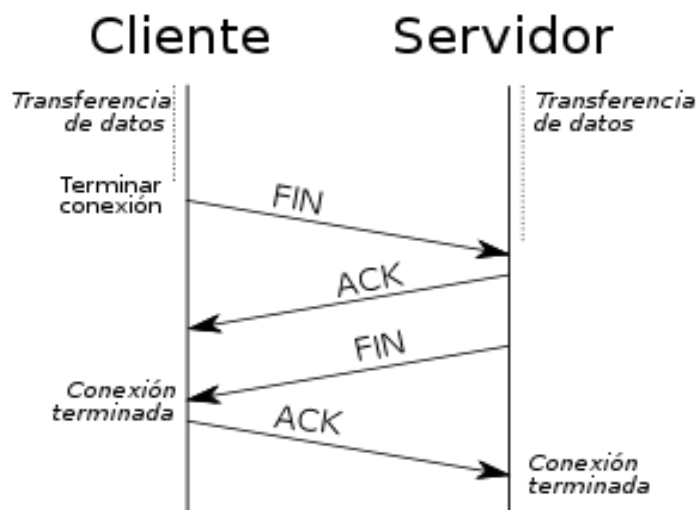 Cliente
Servidor
Transferencia
de datos
Transferencia
de datos
Terminar
conexión
FIN
ACK
FIN
Conexión
terminada
ACK
Conexión
terminada